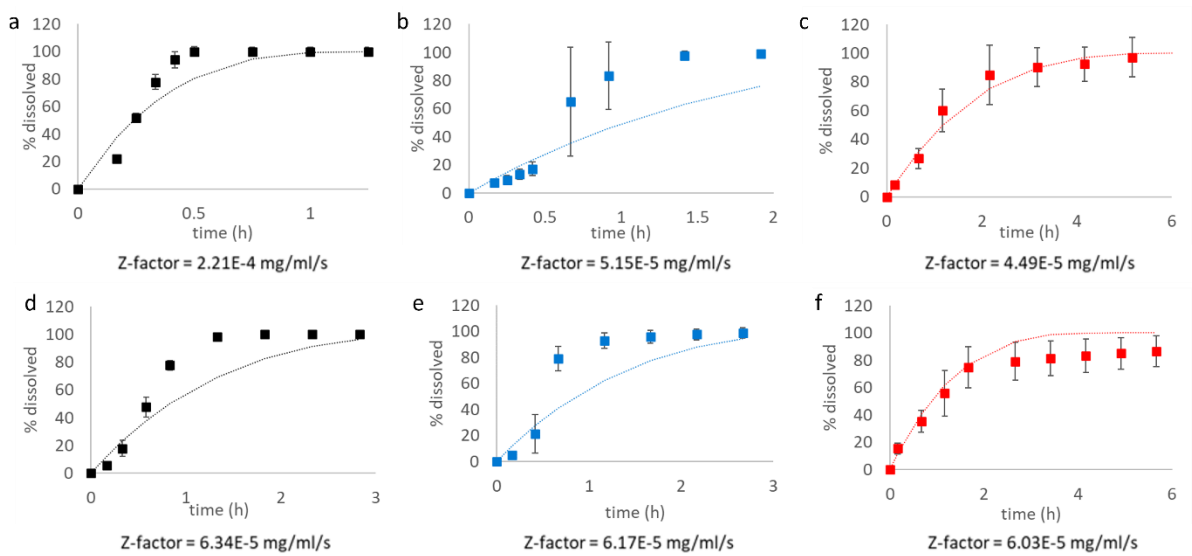 a
120
100
80
60
40
20
0
% dissolved
0 0.5 1
time (h)
Z-factor = 2.21E-4 mg/ml/s
b
120
100
80
60
40
20
0
% dissolved
0 0.5 1 1.5 2
time (h)
Z-factor = 5.15E-5 mg/ml/s
c
120
100
80
60
40
20
0
% dissolved
0 2 4 6
time (h)
Z-factor = 4.49E-5 mg/ml/s
d
120
100
80
60
40
20
0
% dissolved
0 1 2 3
time (h)
Z-factor = 6.34E-5 mg/ml/s
e
120
100
80
60
40
20
0
% dissolved
0 1 2 3
time (h)
Z-factor = 6.17E-5 mg/ml/s
f
120
100
80
60
40
20
0
% dissolved
0 2 4 6
time (h)
Z-factor = 6.03E-5 mg/ml/s